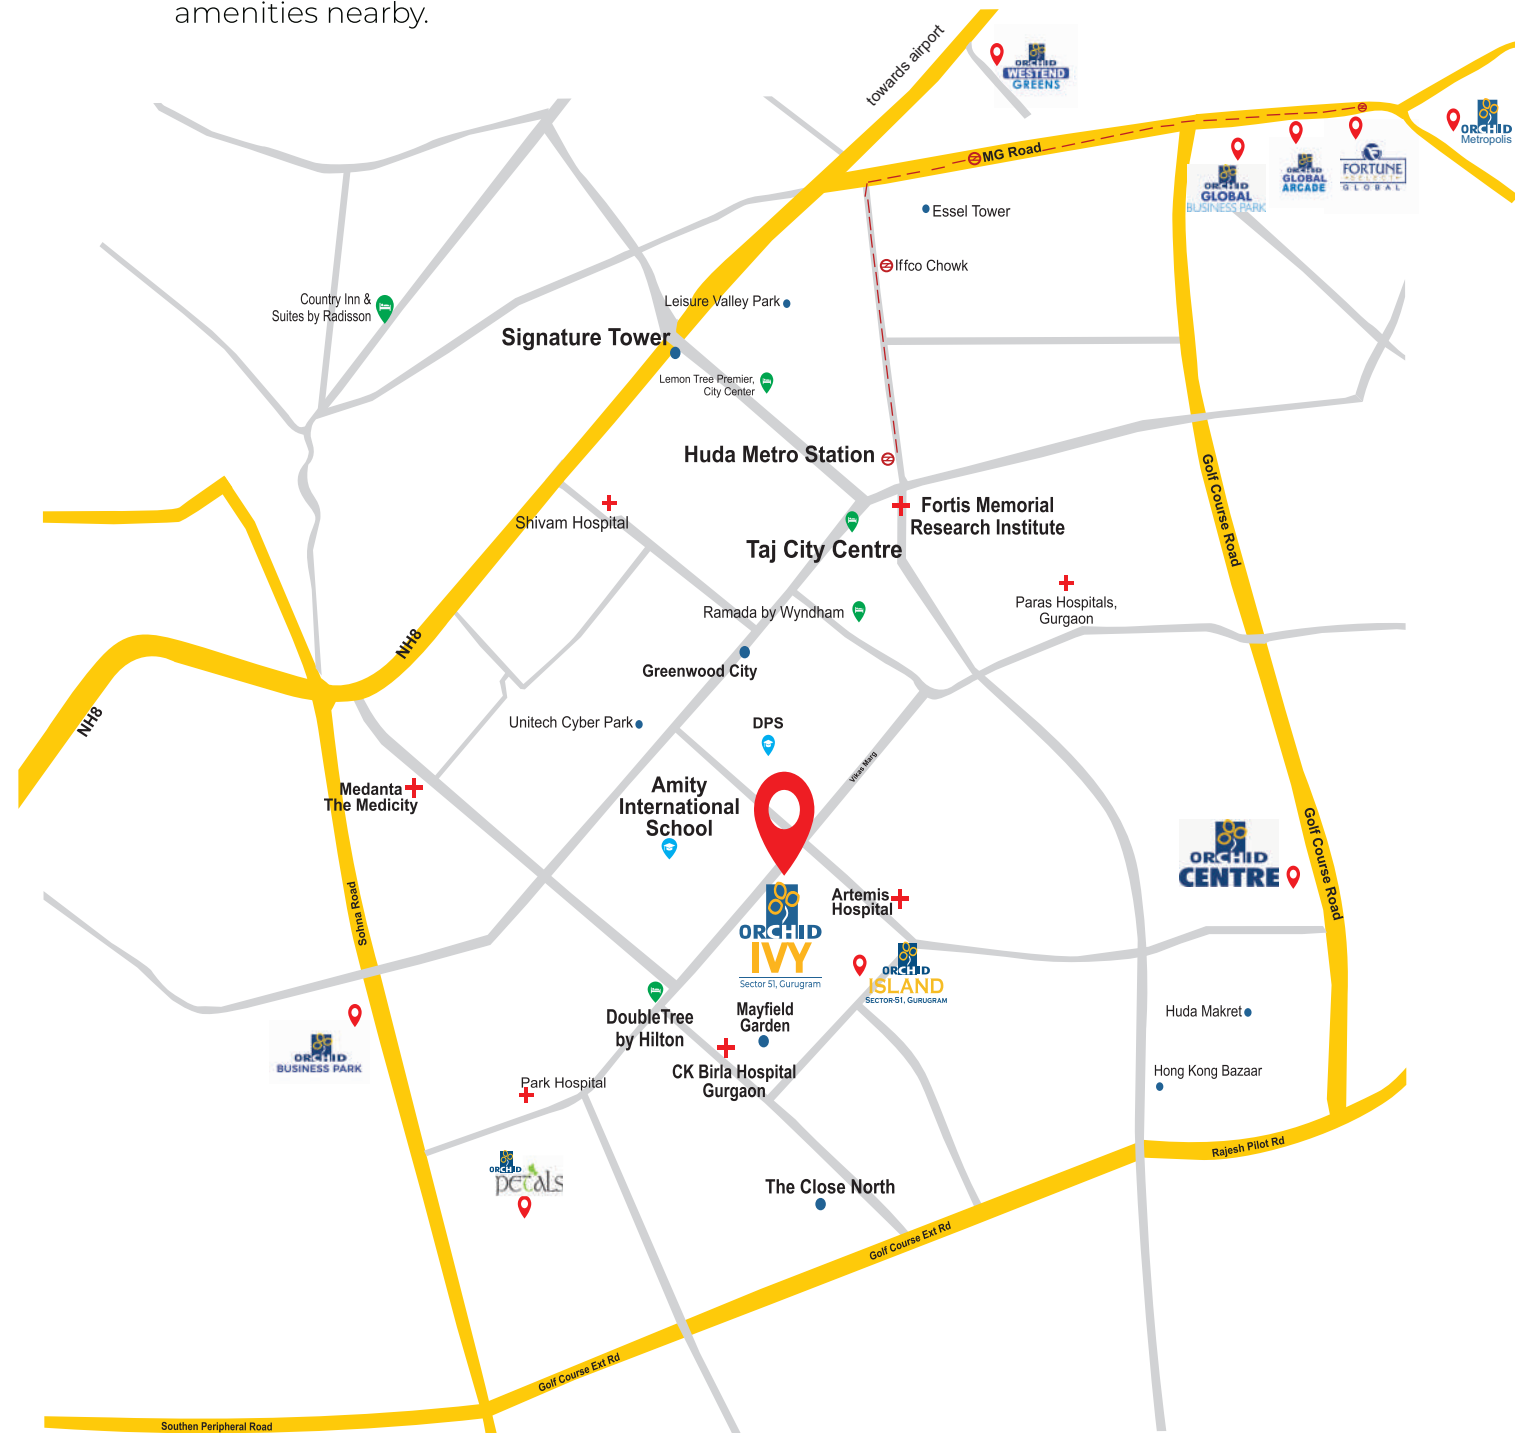 amenities nearby.
towards airport
ORCHID
WESTEND
GREENS
MG Road
ORCHID
Metropolis
ORCHID
GLOBAL
BUSINESS PARK
ORCHID
GLOBAL
ARCADE
FORTUNE
SELECT
GLOBAL
Essel Tower
Iffco Chowk
Country Inn &
Suites by Radisson
Leisure Valley Park
Signature Tower
Lemon Tree Premier,
City Center
Huda Metro Station
Golf Course Road
Shivam Hospital
Fortis Memorial
Research Institute
Taj City Centre
Paras Hospitals,
Gurgaon
Ramada by Wyndham
NH8
Greenwood City
NH8
Unitech Cyber Park
DPS
Vikas Marg
Medanta
The Medicity
Amity
International
School
ORCHID
CENTRE
Golf Course Road
Sohna Road
Artemis
Hospital
ORCHID
IVY
Sector 51, Gurugram
ORCHID
ISLAND
SECTOR-51, GURUGRAM
DoubleTree
by Hilton
Mayfield
Garden
Huda Makret
ORCHID
BUSINESS PARK
CK Birla Hospital
Gurgaon
Hong Kong Bazaar
Park Hospital
Rajesh Pilot Rd
ORCHID
PETALS
The Close North
Golf Course Ext Rd
Golf Course Ext Rd
Southen Peripheral Road